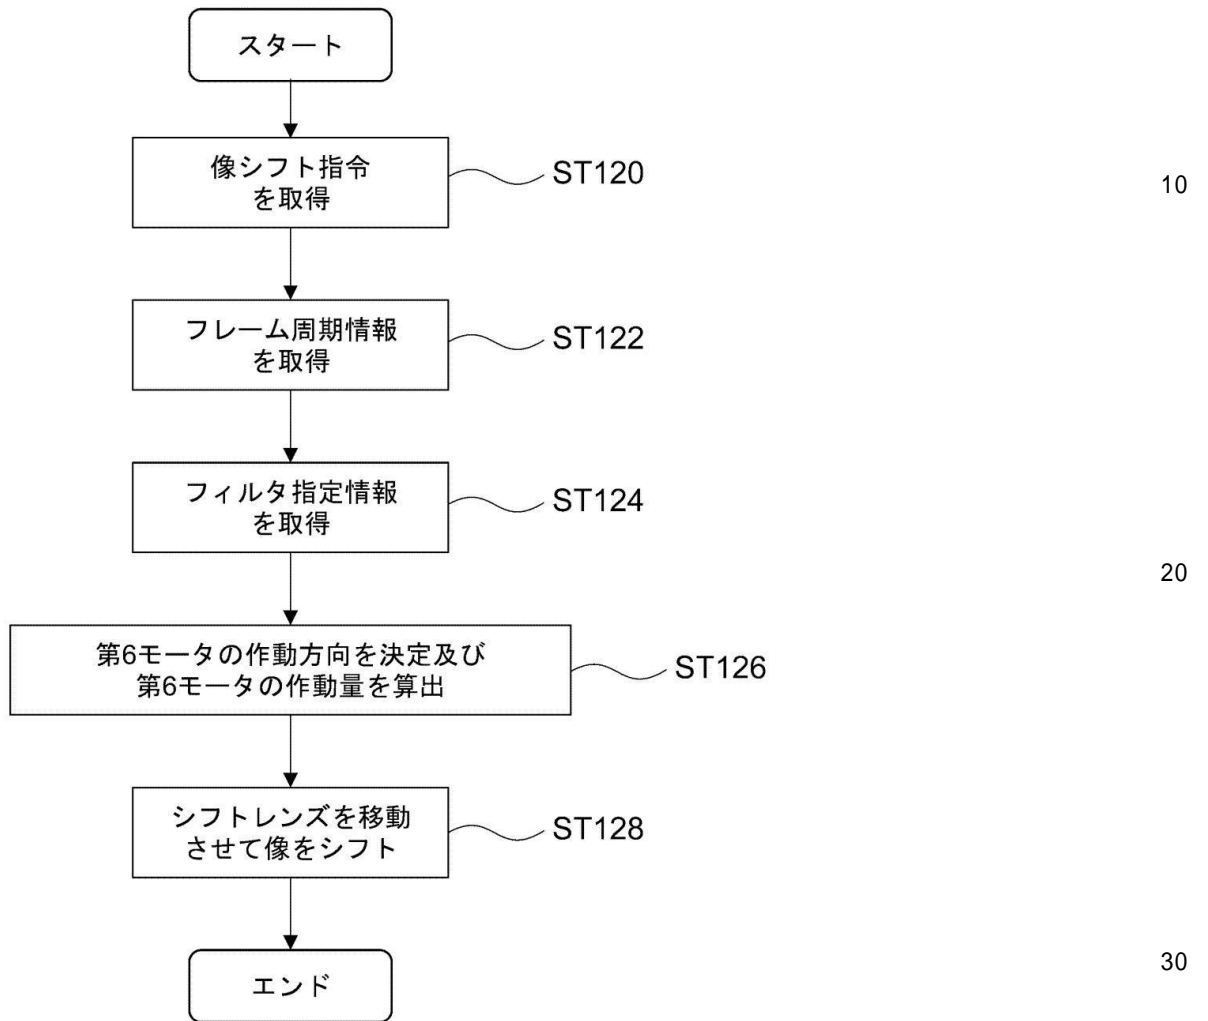 スタート
像シフト指令
を取得
ST120
10
フレーム周期情報
を取得
ST122
フィルタ指定情報
を取得
ST124
20
第6モータの作動方向を決定及び
第6モータの作動量を算出
ST126
シフトレンズを移動
させて像をシフト
ST128
エンド
30